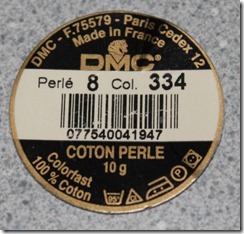 DMC - F.75579 - Paris Cedex 12
Made in France
DMC
Perlé 8 Col. 334
077540041947
COTON PERLE
10 g
Colorfast
100% Coton